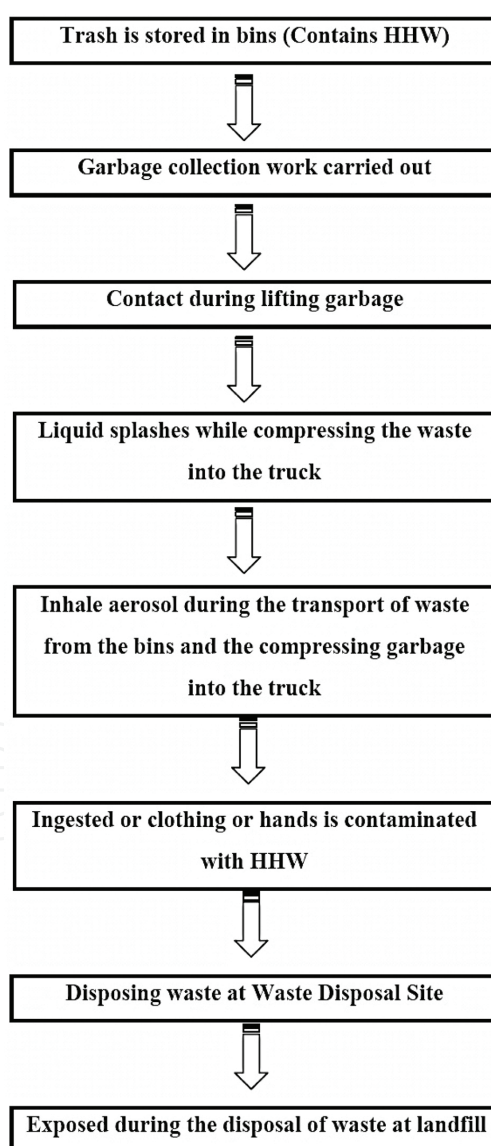 Trash is stored in bins (Contains HHW)
Garbage collection work carried out
Contact during lifting garbage
Liquid splashes while compressing the waste
into the truck
Inhale aerosol during the transport of waste
from the bins and the compressing garbage
into the truck
Ingested or clothing or hands is contaminated
with HHW
Disposing waste at Waste Disposal Site
Exposed during the disposal of waste at landfill